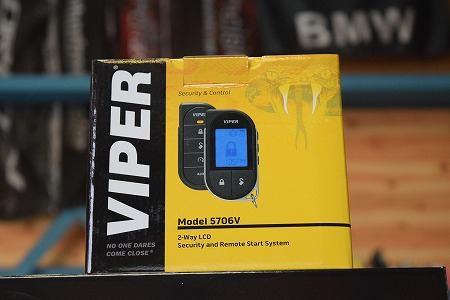 BMW
VIPER®
NO ONE DARES
COME CLOSE®
Security & Control
VIPER
Model 5706V
2-Way LCD
Security and Remote Start System